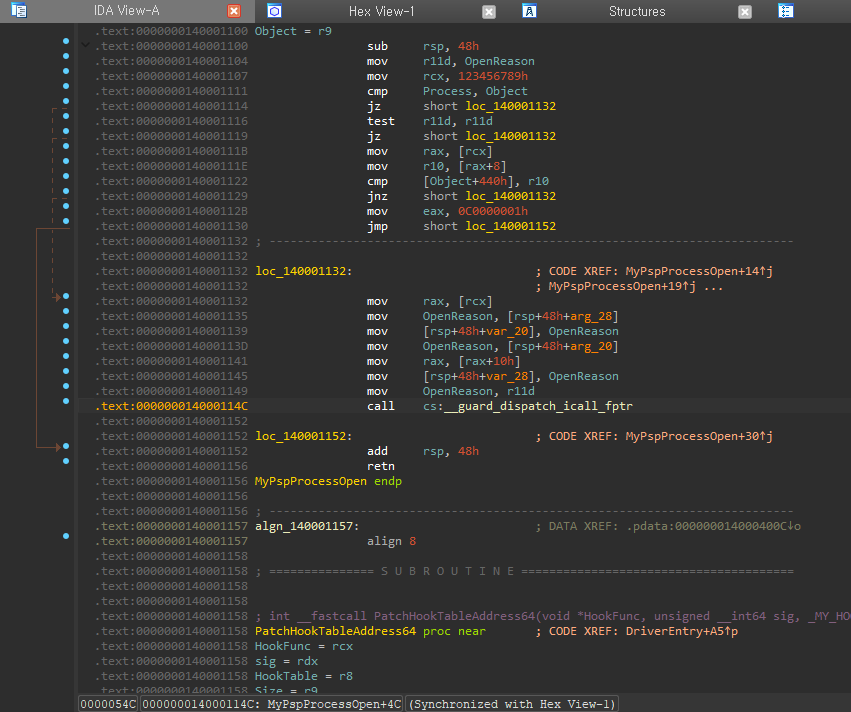 IDA View-A Hex View-1 Structures
.text:0000000140001100 Object = r9
.text:0000000140001100 sub rsp, 48h
.text:0000000140001104 mov r11d, OpenReason
.text:0000000140001107 mov rcx, 123456789h
.text:0000000140001111 cmp Process, Object
.text:0000000140001114 jz short loc_140001132
.text:0000000140001116 test r11d, r11d
.text:0000000140001119 jz short loc_140001132
.text:000000014000111B mov rax, [rcx]
.text:000000014000111E mov r10, [rax+8]
.text:0000000140001122 cmp [Object+440h], r10
.text:0000000140001129 jnz short loc_140001132
.text:000000014000112B mov eax, 0C0000001h
.text:0000000140001130 jmp short loc_140001152
.text:0000000140001132 ; ---------------------------------------------------------------------------
.text:0000000140001132
.text:0000000140001132 loc_140001132: ; CODE XREF: MyPspProcessOpen+14↑j
.text:0000000140001132 ; MyPspProcessOpen+19↑j ...
.text:0000000140001132 mov rax, [rcx]
.text:0000000140001135 mov OpenReason, [rsp+48h+arg_28]
.text:0000000140001139 mov [rsp+48h+var_20], OpenReason
.text:000000014000113D mov OpenReason, [rsp+48h+arg_20]
.text:0000000140001141 mov rax, [rax+10h]
.text:0000000140001145 mov [rsp+48h+var_28], OpenReason
.text:0000000140001149 mov OpenReason, r11d
.text:000000014000114C call cs:__guard_dispatch_icall_fptr
.text:0000000140001152
.text:0000000140001152 loc_140001152: ; CODE XREF: MyPspProcessOpen+30↑j
.text:0000000140001152 add rsp, 48h
.text:0000000140001156 retn
.text:0000000140001156 MyPspProcessOpen endp
.text:0000000140001156
.text:0000000140001156 ; ---------------------------------------------------------------------------
.text:0000000140001157 algn_140001157: ; DATA XREF: .pdata:000000014000400C↓o
.text:0000000140001157 align 8
.text:0000000140001158
.text:0000000140001158 ; =============== S U B R O U T I N E =======================================
.text:0000000140001158
.text:0000000140001158
.text:0000000140001158 ; int __fastcall PatchHookTableAddress64(void *HookFunc, unsigned __int64 sig, _MY_HO
.text:0000000140001158 PatchHookTableAddress64 proc near ; CODE XREF: DriverEntry+A5↑p
.text:0000000140001158 HookFunc = rcx
.text:0000000140001158 sig = rdx
.text:0000000140001158 HookTable = r8
.text:0000000140001158 Size = r9
0000054C 000000014000114C: MyPspProcessOpen+4C (Synchronized with Hex View-1)